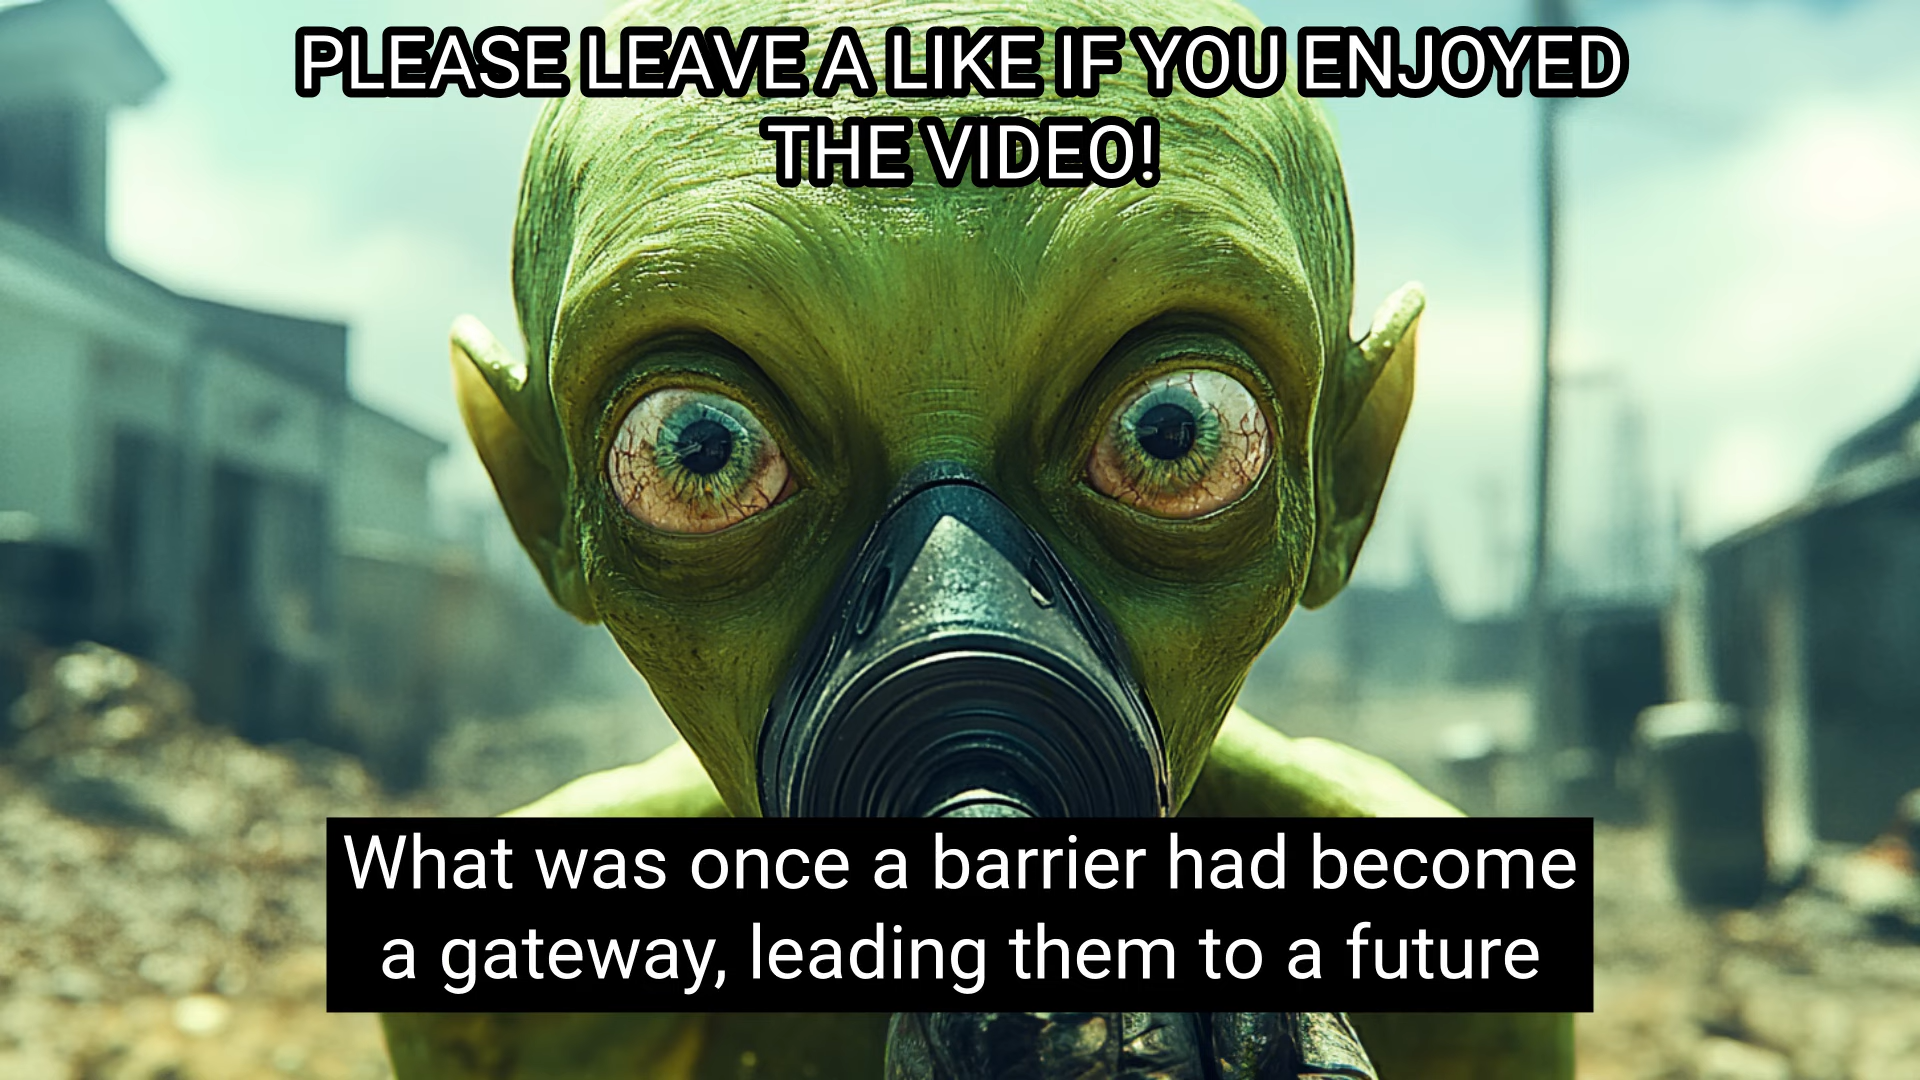 PLEASE LEAVE A LIKE IF YOU ENJOYED
THE VIDEO!
What was once a barrier had become
a gateway, leading them to a future